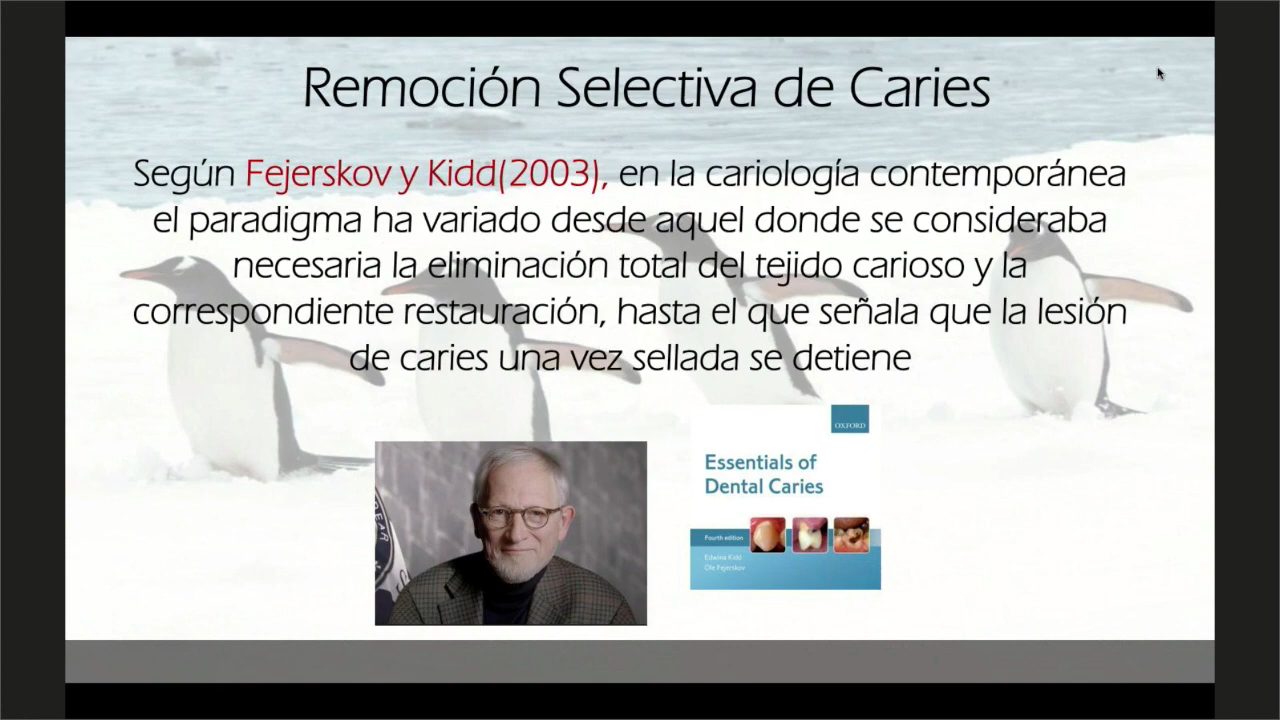 Remoción Selectiva de Caries
Según Fejerskov y Kidd(2003), en la cariología contemporánea
el paradigma ha variado desde aquel donde se consideraba
necesaria la eliminación total del tejido carioso y la
correspondiente restauración, hasta el que señala que la lesión
de caries una vez sellada se detiene
OXFORD
Essentials of
Dental Caries
Fourth edition
Edwina Kidd
Ole Fejerskov